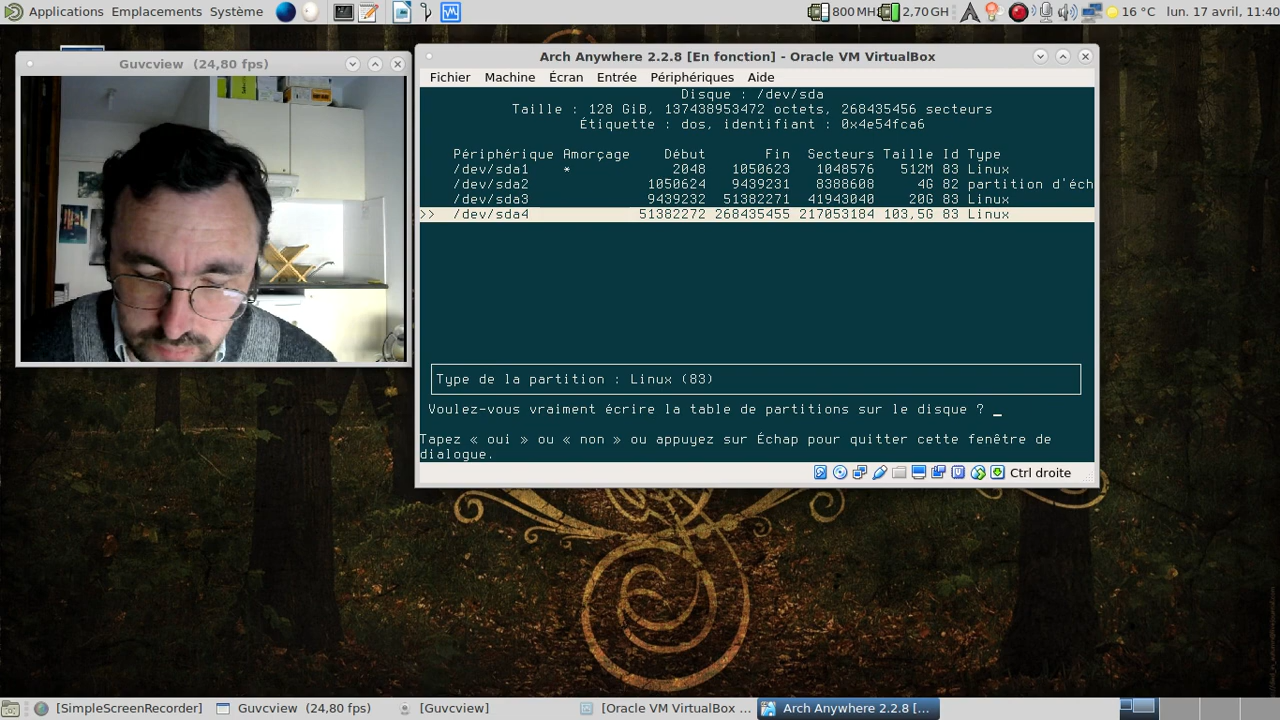 Applications Emplacements Système
800 MHz 2,70 GH 16 °C lun. 17 avril, 11:40
Guvcview (24,80 fps)
Arch Anywhere 2.2.8 [En fonction] - Oracle VM VirtualBox
Fichier Machine Écran Entrée Périphériques Aide
Disque : /dev/sda
Taille : 128 GiB, 137438953472 octets, 268435456 secteurs
Étiquette : dos, identifiant : 0x4e54fca6
Périphérique Amorçage Début Fin Secteurs Taille Id Type
/dev/sda1 * 2048 1050623 1048576 512M 83 Linux
/dev/sda2 1050624 9439231 8388608 4G 82 partition d'éch
/dev/sda3 9439232 51382271 41943040 20G 83 Linux
>> /dev/sda4 51382272 268435455 217053184 103,5G 83 Linux
Type de la partition : Linux (83)
Voulez-vous vraiment écrire la table de partitions sur le disque ? _
Tapez « oui » ou « non » ou appuyez sur Échap pour quitter cette fenêtre de
dialogue.
Ctrl droite
[SimpleScreenRecorder] Guvcview (24,80 fps) [Guvcview] [Oracle VM VirtualBox ... Arch Anywhere 2.2.8 [...